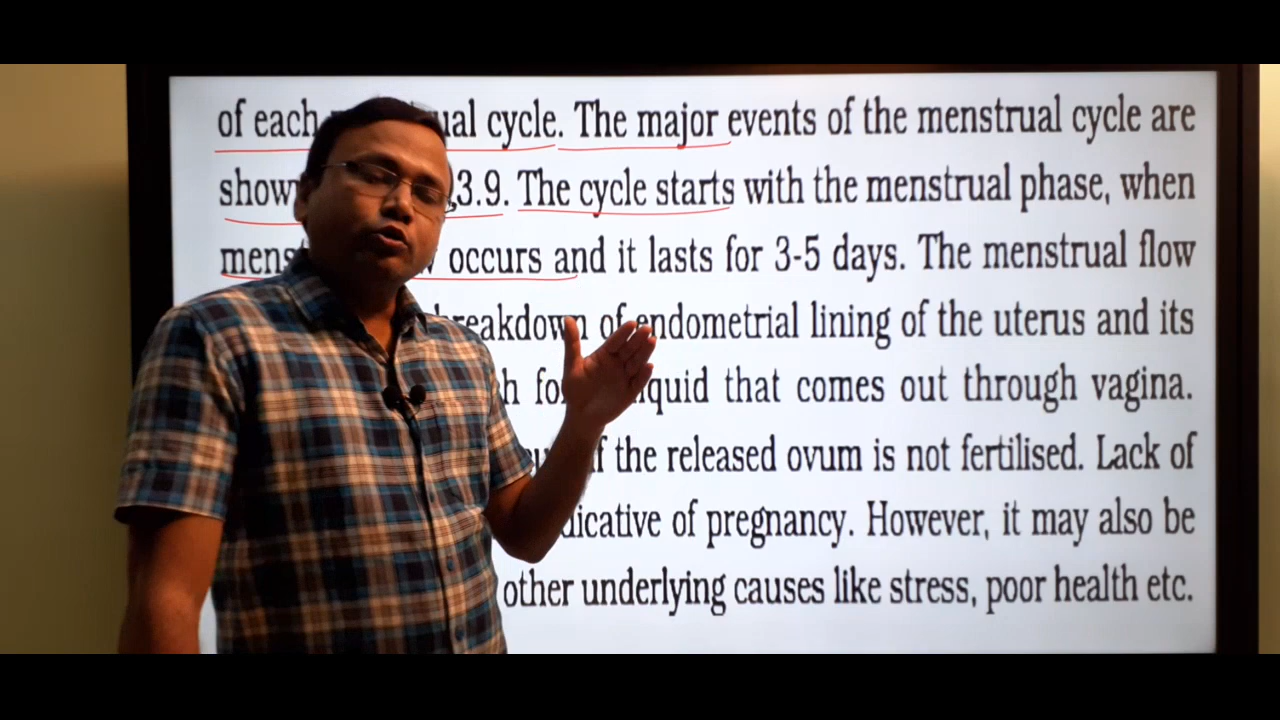 of each ual cycle. The major events of the menstrual cycle are
show 3.9. The cycle starts with the menstrual phase, when
mens occurs and it lasts for 3-5 days. The menstrual flow
breakdown of endometrial lining of the uterus and its
liquid that comes out through vagina.
if the released ovum is not fertilised. Lack of
dicative of pregnancy. However, it may also be
other underlying causes like stress, poor health etc.